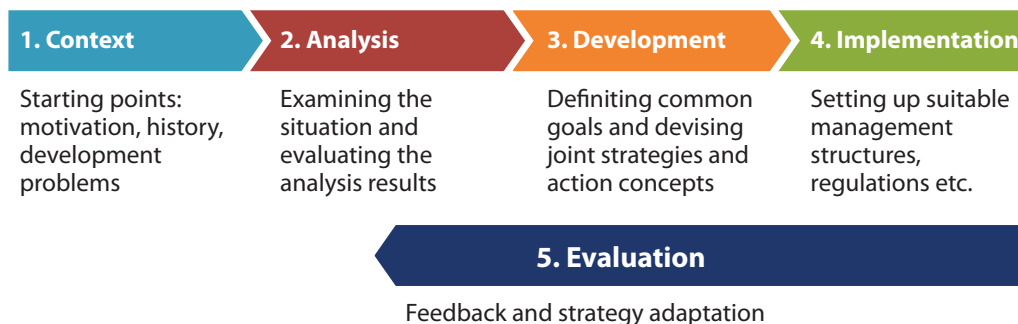 1. Context
2. Analysis
3. Development
4. Implementation
Starting points:
motivation, history,
development
problems
Examining the
situation and
evaluating the
analysis results
Definiting common
goals and devising
joint strategies and
action concepts
Setting up suitable
management
structures,
regulations etc.
5. Evaluation
Feedback and strategy adaptation